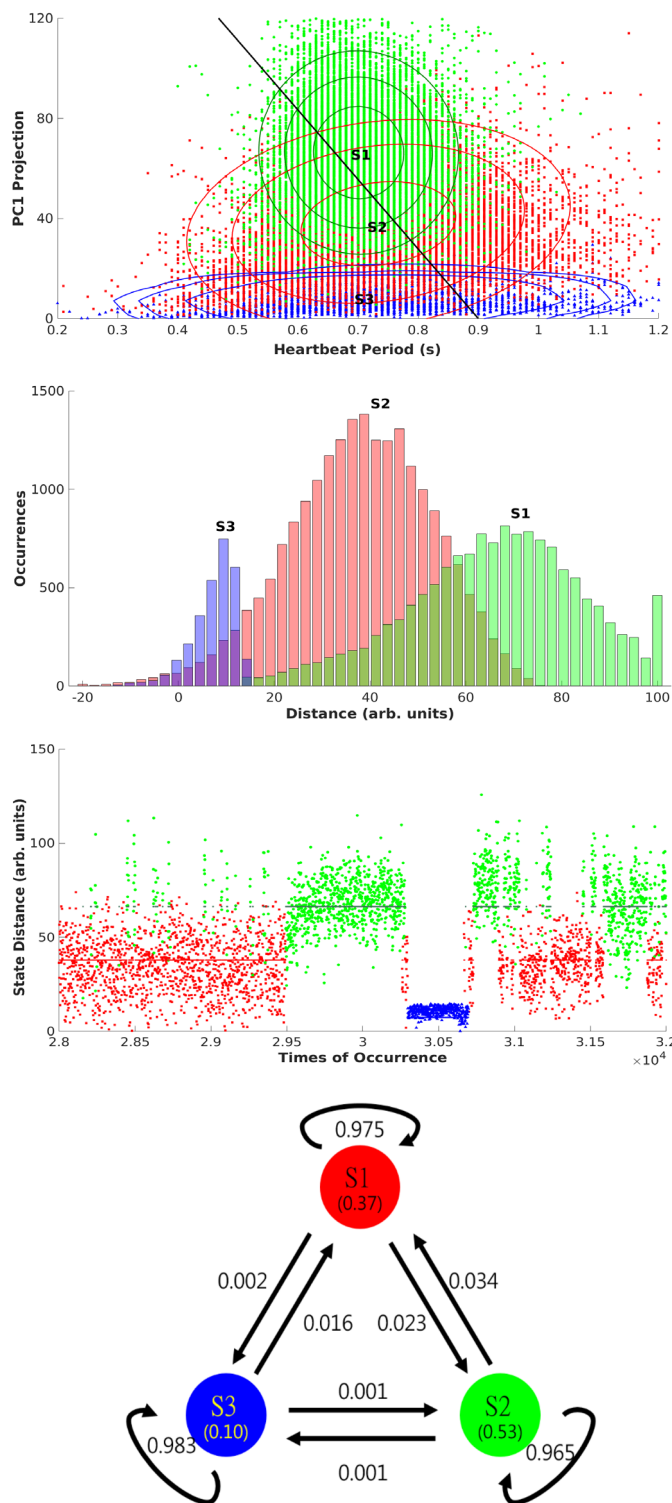 120
80
40
0
PC1 Projection
S1
S2
S3
0.2 0.3 0.4 0.5 0.6 0.7 0.8 0.9 1 1.1 1.2
Heartbeat Period (s)
1500
1000
500
0
Occurrences
S2
S1
S3
-20 0 20 40 60 80 100
Distance (arb. units)
150
100
50
0
State Distance (arb. units)
2.8 2.85 2.9 2.95 3 3.05 3.1 3.15 3.2
Times of Occurrence
×10^4
0.975
S1
(0.37)
0.002
0.034
0.016
0.023
S3
(0.10)
0.001
S2
(0.53)
0.983
0.965
0.001